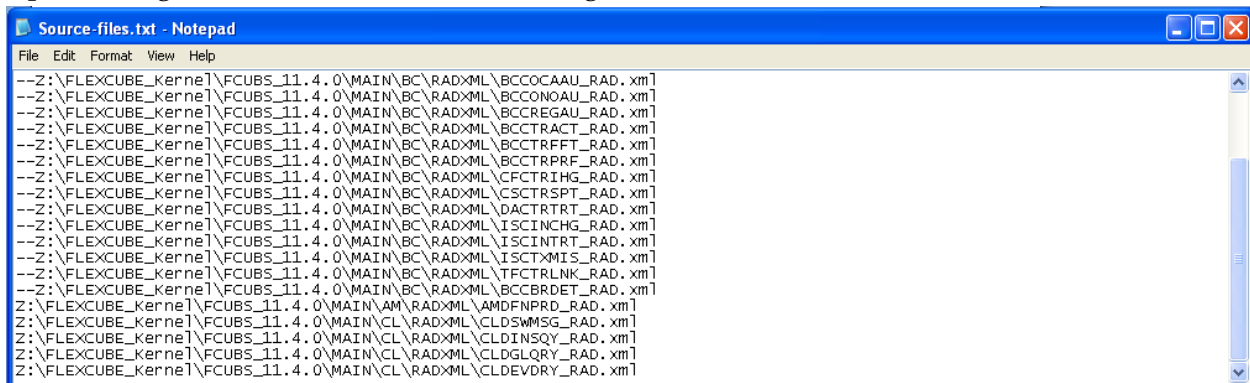 Source-files.txt - Notepad
File Edit Format View Help
--Z:\FLEXCUBE_Kernel\FCUBS_11.4.0\MAIN\BC\RADXML\BCCOCAAU_RAD.xml
--Z:\FLEXCUBE_Kernel\FCUBS_11.4.0\MAIN\BC\RADXML\BCCONOAU_RAD.xml
--Z:\FLEXCUBE_Kernel\FCUBS_11.4.0\MAIN\BC\RADXML\BCCREGAU_RAD.xml
--Z:\FLEXCUBE_Kernel\FCUBS_11.4.0\MAIN\BC\RADXML\BCCTRACT_RAD.xml
--Z:\FLEXCUBE_Kernel\FCUBS_11.4.0\MAIN\BC\RADXML\BCCTRFFT_RAD.xml
--Z:\FLEXCUBE_Kernel\FCUBS_11.4.0\MAIN\BC\RADXML\BCCTRPRF_RAD.xml
--Z:\FLEXCUBE_Kernel\FCUBS_11.4.0\MAIN\BC\RADXML\CFCTRIHG_RAD.xml
--Z:\FLEXCUBE_Kernel\FCUBS_11.4.0\MAIN\BC\RADXML\CSCTRSPT_RAD.xml
--Z:\FLEXCUBE_Kernel\FCUBS_11.4.0\MAIN\BC\RADXML\DACTRTRT_RAD.xml
--Z:\FLEXCUBE_Kernel\FCUBS_11.4.0\MAIN\BC\RADXML\ISCINCHG_RAD.xml
--Z:\FLEXCUBE_Kernel\FCUBS_11.4.0\MAIN\BC\RADXML\ISCINTRT_RAD.xml
--Z:\FLEXCUBE_Kernel\FCUBS_11.4.0\MAIN\BC\RADXML\ISCTXMIS_RAD.xml
--Z:\FLEXCUBE_Kernel\FCUBS_11.4.0\MAIN\BC\RADXML\TFCTRLNK_RAD.xml
--Z:\FLEXCUBE_Kernel\FCUBS_11.4.0\MAIN\BC\RADXML\BCCBRDET_RAD.xml
Z:\FLEXCUBE_Kernel\FCUBS_11.4.0\MAIN\AM\RADXML\AMDFNPRD_RAD.xml
Z:\FLEXCUBE_Kernel\FCUBS_11.4.0\MAIN\CL\RADXML\CLDSWMSG_RAD.xml
Z:\FLEXCUBE_Kernel\FCUBS_11.4.0\MAIN\CL\RADXML\CLDINSQY_RAD.xml
Z:\FLEXCUBE_Kernel\FCUBS_11.4.0\MAIN\CL\RADXML\CLDGLQRY_RAD.xml
Z:\FLEXCUBE_Kernel\FCUBS_11.4.0\MAIN\CL\RADXML\CLDEVDRY_RAD.xml